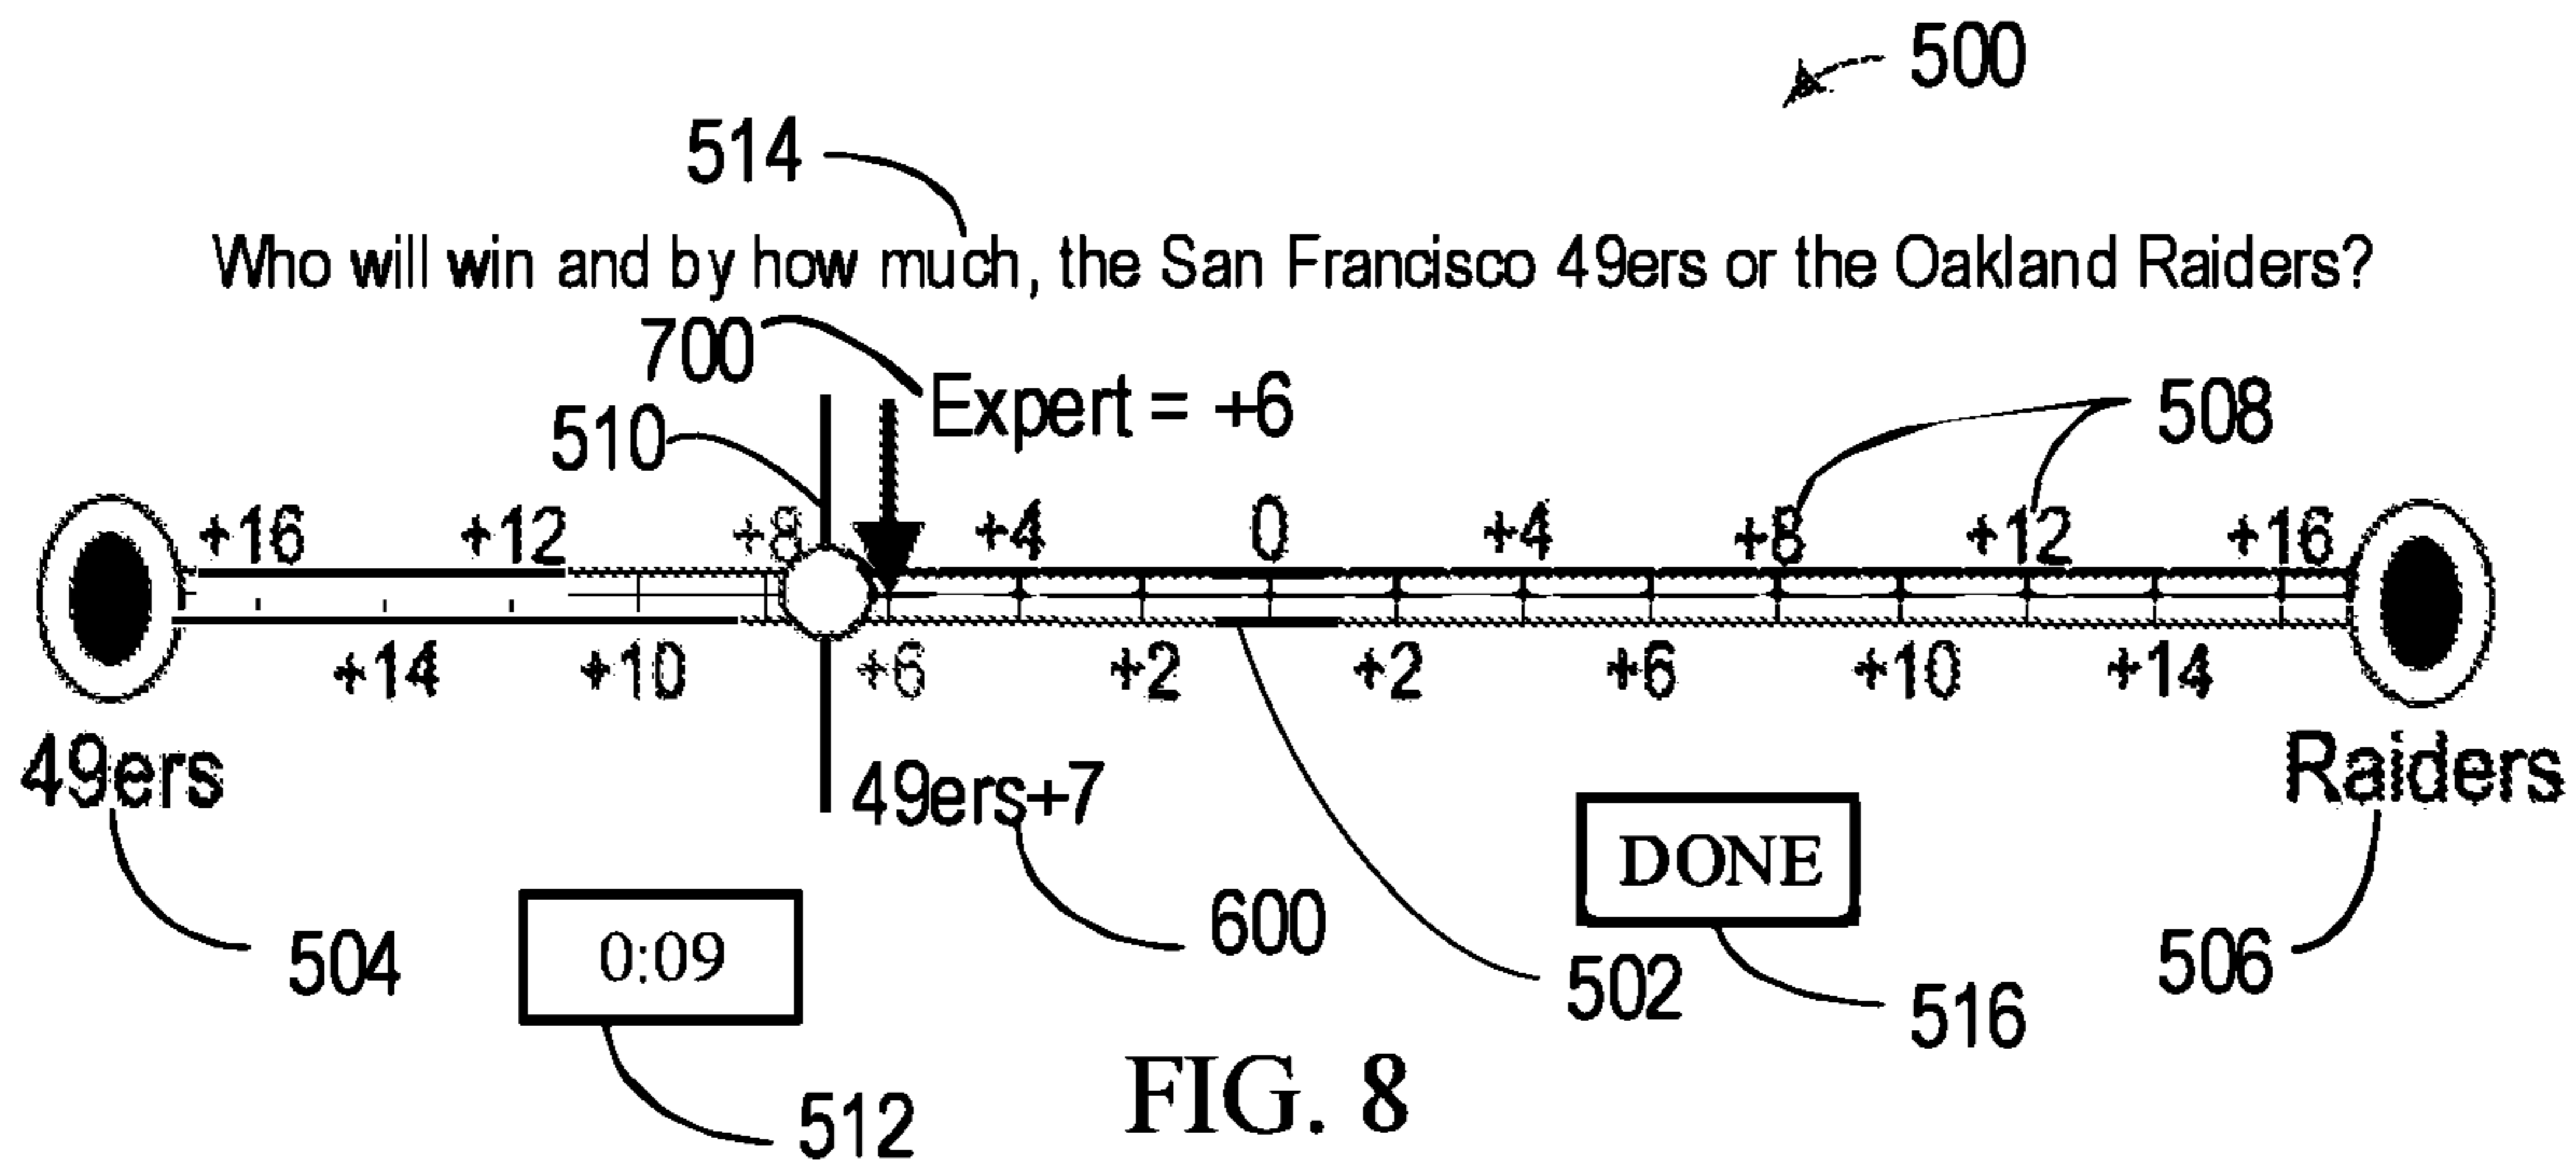 500
514
Who will win and by how much, the San Francisco 49ers or the Oakland Raiders?
700
Expert = +6
510
508
+16 +12 +8 +4 0 +4 +8 +12 +16
+14 +10 +6 +2 +2 +6 +10 +14
49ers
Raiders
49ers+7
DONE
504
0:09
600
502
506
516
512
FIG. 8